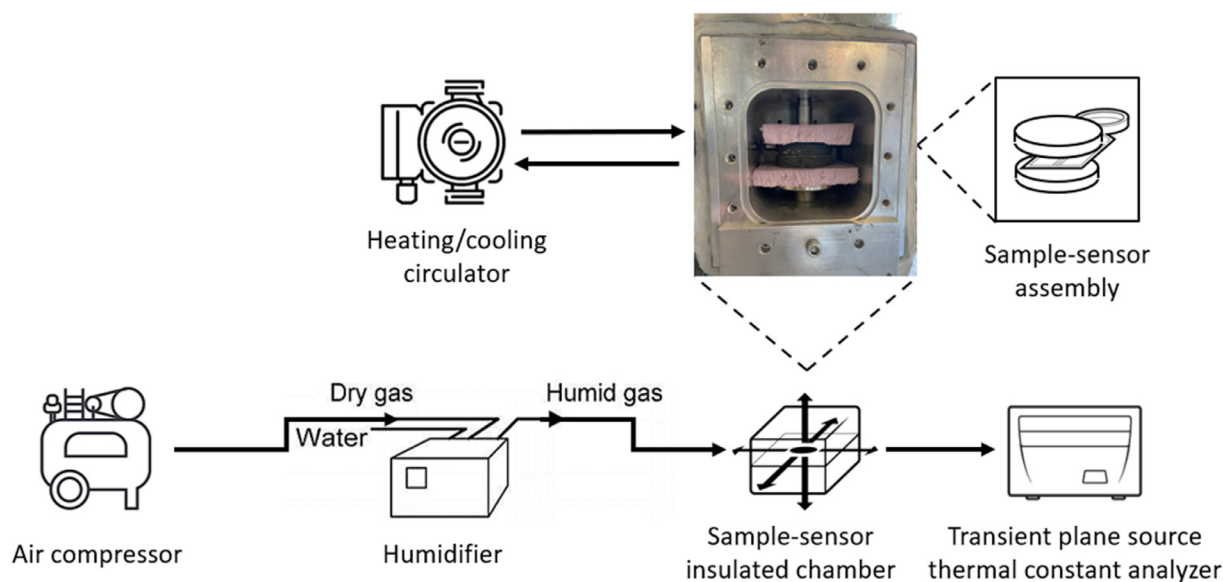 Heating/cooling
circulator
Sample-sensor
assembly
Dry gas
Humid gas
Water
Air compressor
Humidifier
Sample-sensor
insulated chamber
Transient plane source
thermal constant analyzer